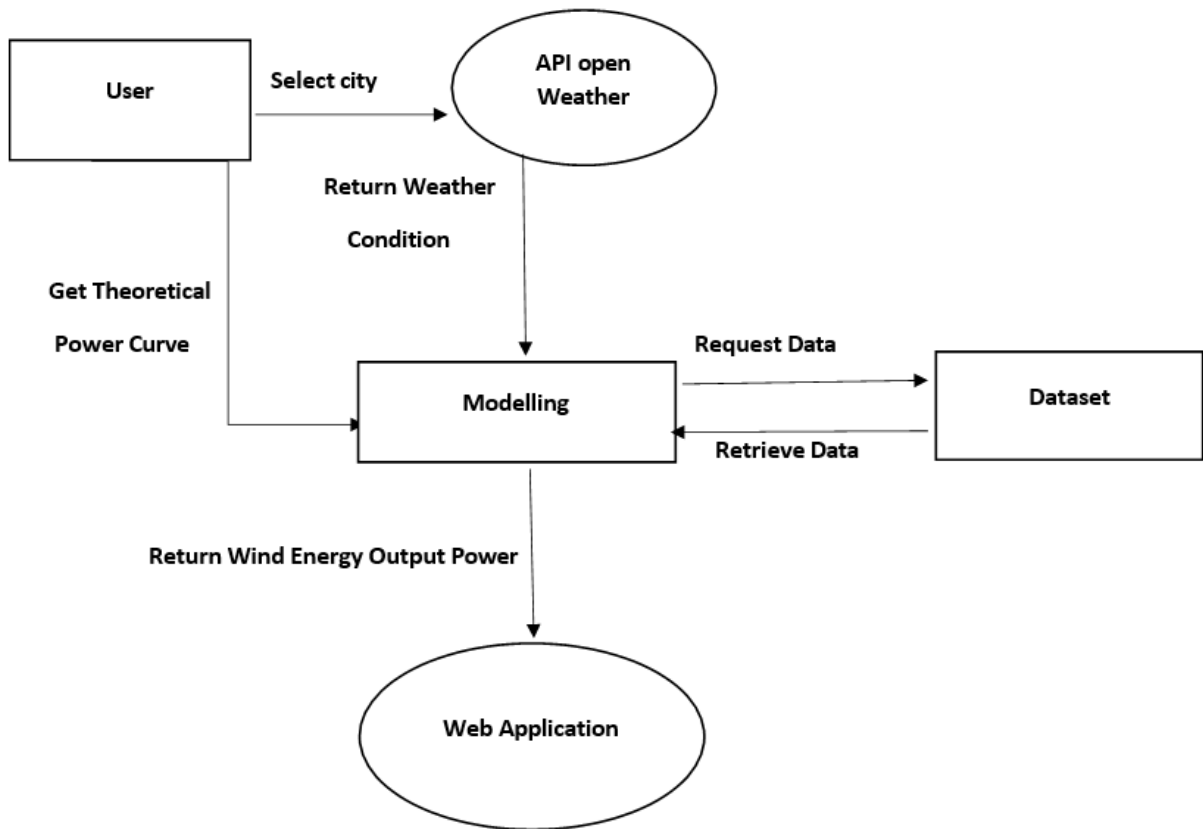 User
Select city
API open
Weather
Return Weather
Condition
Get Theoretical
Power Curve
Request Data
Modelling
Dataset
Retrieve Data
Return Wind Energy Output Power
Web Application